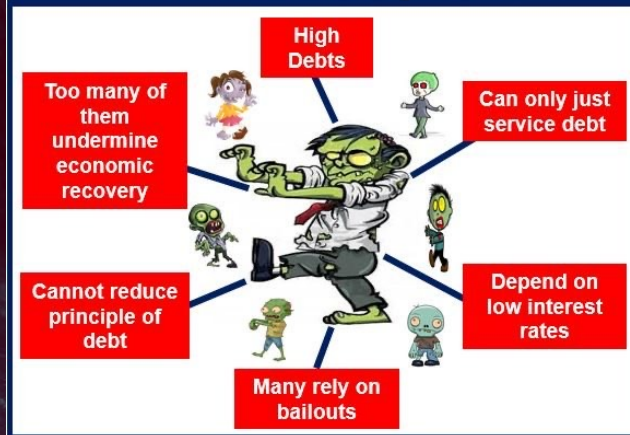 High
Debts
Can only just
service debt
Depend on
low interest
rates
Many rely on
bailouts
Cannot reduce
principle of
debt
Too many of
them
undermine
economic
recovery